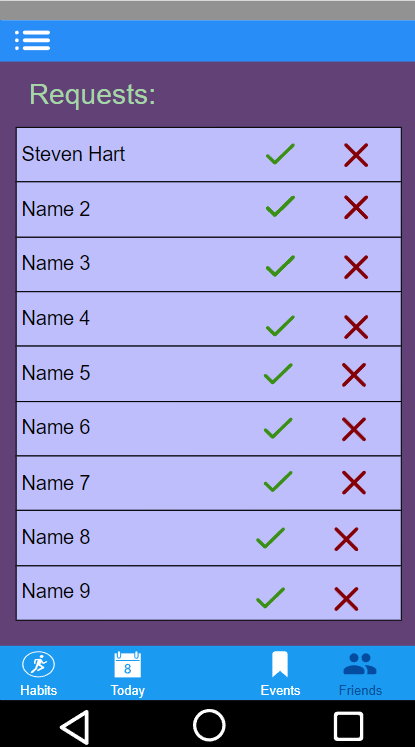 Requests:
Steven Hart
Name 2
Name 3
Name 4
Name 5
Name 6
Name 7
Name 8
Name 9
8
Habits Today Events Friends